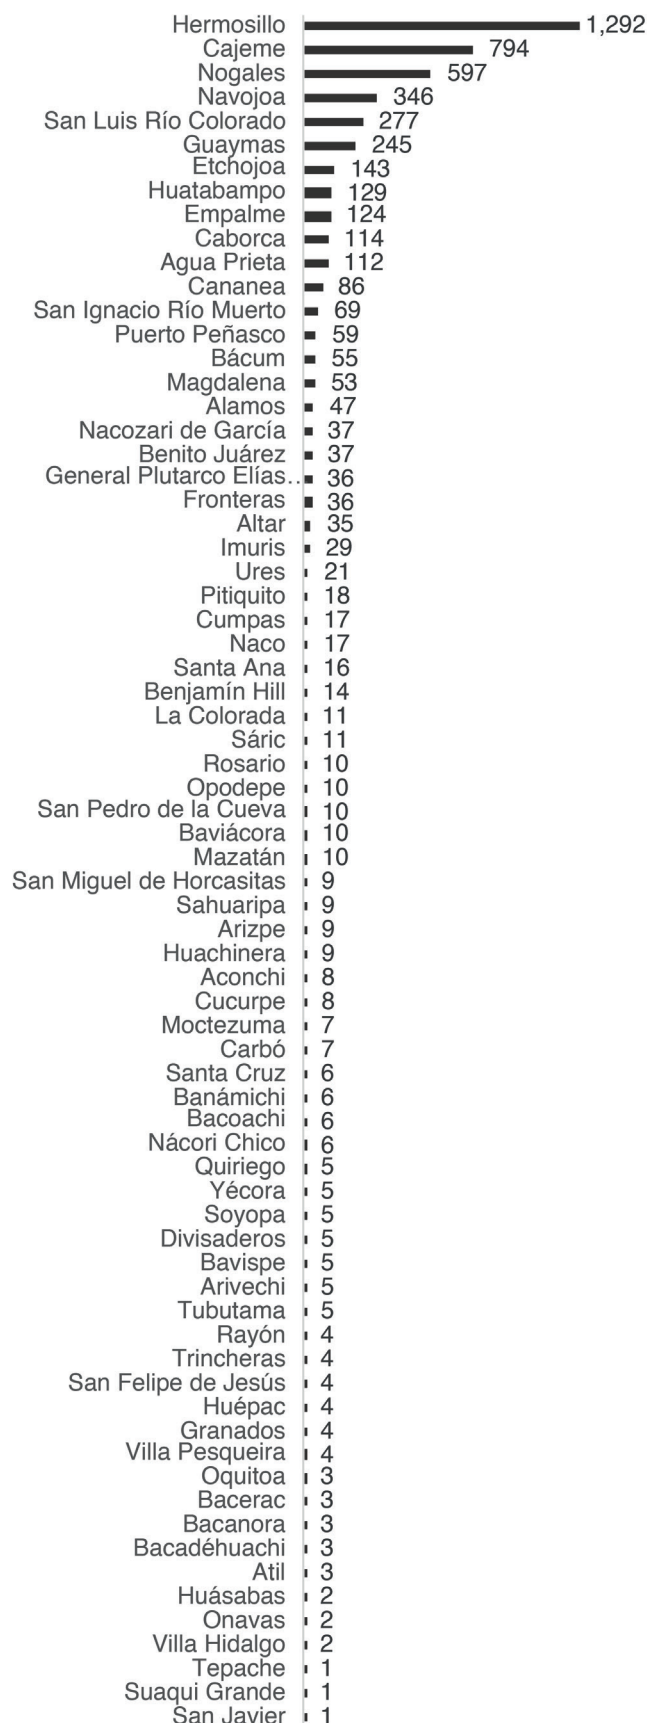 Hermosillo 1,292
Cajeme 794
Nogales 597
Navojoa 346
San Luis Río Colorado 277
Guaymas 245
Etchojoa 143
Huatabampo 129
Empalme 124
Caborca 114
Agua Prieta 112
Cananea 86
San Ignacio Río Muerto 69
Puerto Peñasco 59
Bácum 55
Magdalena 53
Alamos 47
Nacozari de García 37
Benito Juárez 37
General Plutarco Elías.. 36
Fronteras 36
Altar 35
Imuris 29
Ures 21
Pitiquito 18
Cumpas 17
Naco 17
Santa Ana 16
Benjamín Hill 14
La Colorada 11
Sáric 11
Rosario 10
Opodepe 10
San Pedro de la Cueva 10
Baviácora 10
Mazatán 10
San Miguel de Horcasitas 9
Sahuaripa 9
Arizpe 9
Huachinera 9
Aconchi 8
Cucurpe 8
Moctezuma 7
Carbó 7
Santa Cruz 6
Banámichi 6
Bacoachi 6
Nácori Chico 6
Quiriego 5
Yécora 5
Soyopa 5
Divisaderos 5
Bavispe 5
Arivechi 5
Tubutama 5
Rayón 4
Trincheras 4
San Felipe de Jesús 4
Huépac 4
Granados 4
Villa Pesqueira 4
Oquitoa 3
Bacerac 3
Bacanora 3
Bacadéhuachi 3
Atil 3
Huásabas 2
Onavas 2
Villa Hidalgo 2
Tepache 1
Suaqui Grande 1
San Javier 1